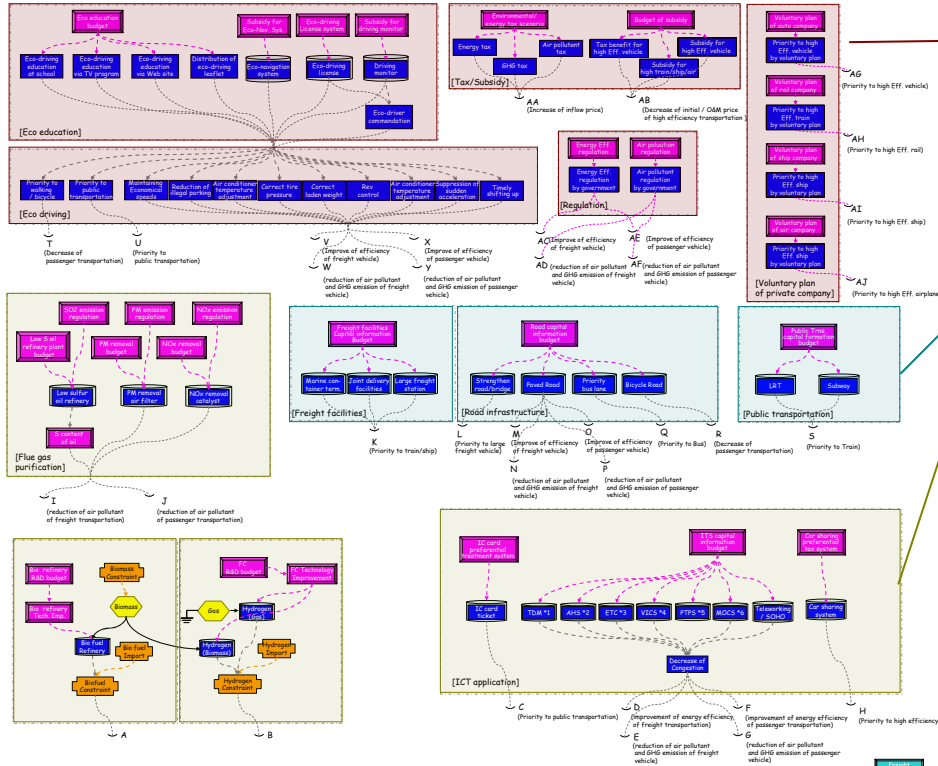 Eco education
budget
Subsidy for
Eco-Nav. Sys.
Eco-driving
License system
Subsidy for
driving monitor.
Eco-driving
education
at school
Eco-driving
education
via TV program
Eco-driving
education
via Web site
Distribution of
eco-driving
leaflet
Eco-navigation
system
Eco-driving
license
Driving
monitor
Eco-driver
commendation
[Eco education]
Environmental/
energy tax scenario
Energy tax
GHG tax
Air pollutant
tax
Budget of subsidy
Tax benefit for
high Eff. vehicle
Subsidy for
high Eff. vehicle
Subsidy for
high train/ship/air
[Tax/Subsidy]
AA
(Increase of inflow price)
AB
(Decrease of initial / O&M price
of high efficiency transportation)
Voluntary plan
of auto company
Priority to high
Eff. vehicle
by voluntary plan
AG
(Priority to high Eff. vehicle)
Voluntary plan
of rail company
Priority to high
Eff. train
by voluntary plan
AH
(Priority to high Eff. rail)
Voluntary plan
of ship company
Priority to high
Eff. ship
by voluntary plan
AI
(Priority to high Eff. ship)
Voluntary plan
of air company
Priority to high
Eff. ship
by voluntary plan
AJ
(Priority to high Eff. airplane
[Voluntary plan
of private company]
Priority to
walking
/ bicycle
Priority to
public
transportation
Maintaining
Economical
speeds
Reduction of
illegal parking
Air conditioner
temperature
adjustment
Correct tire
pressure
Correct
laden weight
Rev
control
Air conditioner
temperature
adjustment
Suppression of
sudden
acceleration
Timely
shifting up
[Eco driving]
T
(Decrease of
passenger transportation)
U
(Priority to
public transportation)
V
(Improve of efficiency
of freight vehicle)
W
(reduction of air pollutant
and GHG emission of freight
vehicle)
X
(Improve of efficiency
of passenger vehicle)
Y
(reduction of air pollutant
and GHG emission of passenger
vehicle)
Energy Eff.
regulation
Air poluution
regulation
Energy Eff.
regulation
by government
Air pollutant
regulation
by government
[Regulation]
AC
(Improve of efficiency
of freight vehicle)
AD
(reduction of air pollutant
and GHG emission of freight
vehicle)
AE
(Improve of efficiency
of passenger vehicle)
AF
(reduction of air pollutant
and GHG emission of passenger
vehicle)
SO2 emission
regulation
PM emission
regulation
NOx emission
regulation
Low S oil
refinery plant
budget
PM removal
budget
NOx removal
budget
Low sulfur
oil refinery
PM removal
air filter
NOx removal
catalyst
S content
of oil
[Flue gas
purification]
I
(reduction of air pollutant
of freight transportation)
J
(reduction of air pollutant
of passenger transportation)
Freight facilities
Capital information
Budget
Marine con-
tainer term.
Joint delivery
facilities
Large freight
station
[Freight facilities]
K
(Priority to train/ship)
Road capital
information
budget
Strengthen
road/bridge
Paved Road
Priority
bus lane
Bicycle Road
[Road infrastructure]
L
(Priority to large
freight vehicle)
M
(Improve of efficiency
of freight vehicle)
N
(reduction of air pollutant
and GHG emission of freight
vehicle)
O
(Improve of efficiency
of passenger vehicle)
P
(reduction of air pollutant
and GHG emission of passenger
vehicle)
Q
(Priority to Bus)
R
(Decrease of
passenger transportation)
Public Trns.
capital formation
budget
LRT
Subway
[Public transportation]
S
(Priority to Train)
Bio refinery
R&D budget
Biomass
Constraint
Bio refinery
Tech. Imp.
Biomass
Bio fuel
Refinery
Bio fuel
Import
Biofuel
Constraint
A
FC
R&D budget
FC Technology
Improvement
Gas
Hydrogen
(Gas)
Hydrogen
(Biomass)
Hydrogen
Import
Hydrogen
Constraint
B
IC card
preferential
treatment system
ITS capital
information
budget
Car sharing
preferential
tax system
IC card
ticket
TDM *1
AHS *2
ETC *3
VICS *4
PTPS *5
MOCS *6
Teleworking
/ SOHO
Car sharing
system
Decrease of
Congestion
[ICT application]
C
(Priority to public transportation)
D
(improvement of energy efficiency
of freight transportation)
E
(reduction of air pollutant
and GHG emission of freight
vehicle)
F
(improvement of energy efficiency
of passenger transportation)
G
(reduction of air pollutant
and GHG emission of passenger
vehicle)
H
(Priority to high efficiency
Freight